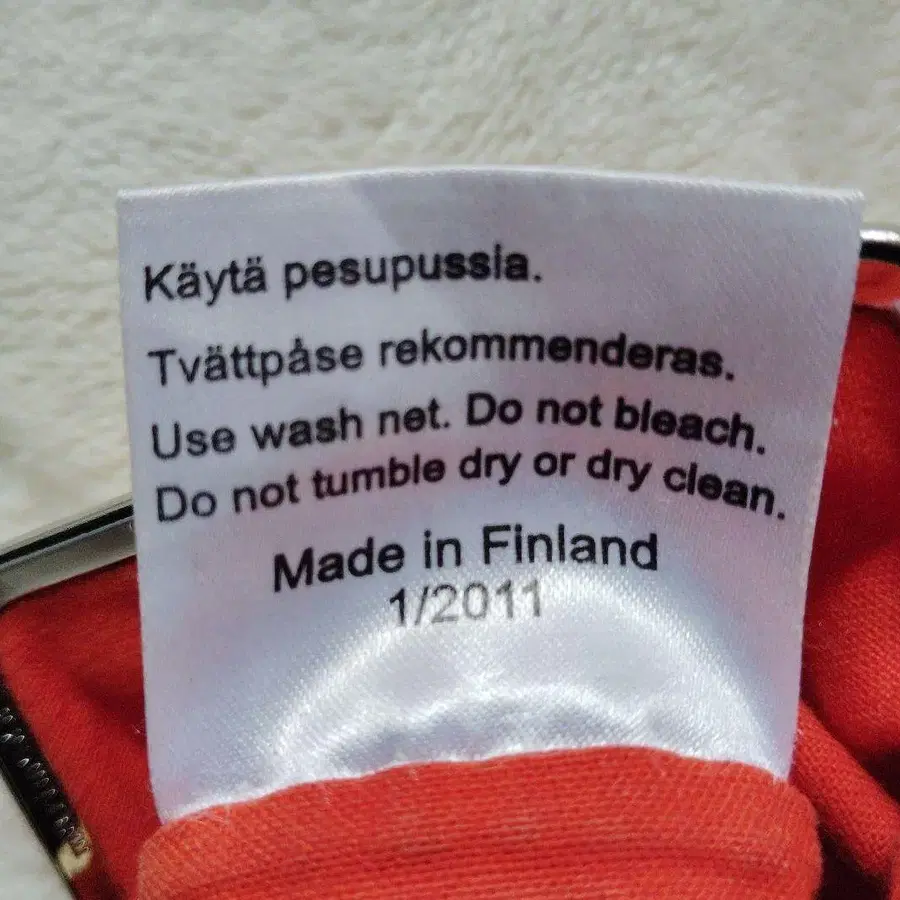 Käytä pesupussia.
Tvättpåse rekommenderas.
Use wash net. Do not bleach.
Do not tumble dry or dry clean.
Made in Finland
1/2011